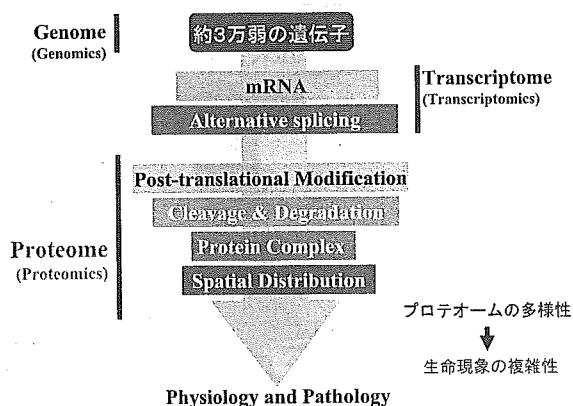 Genome
(Genomics)
約3万弱の遺伝子
mRNA
Alternative splicing
Transcriptome
(Transcriptomics)
Post-translational Modification
Cleavage & Degradation
Protein Complex
Spatial Distribution
Proteome
(Proteomics)
プロテオームの多様性
生命現象の複雑性
Physiology and Pathology